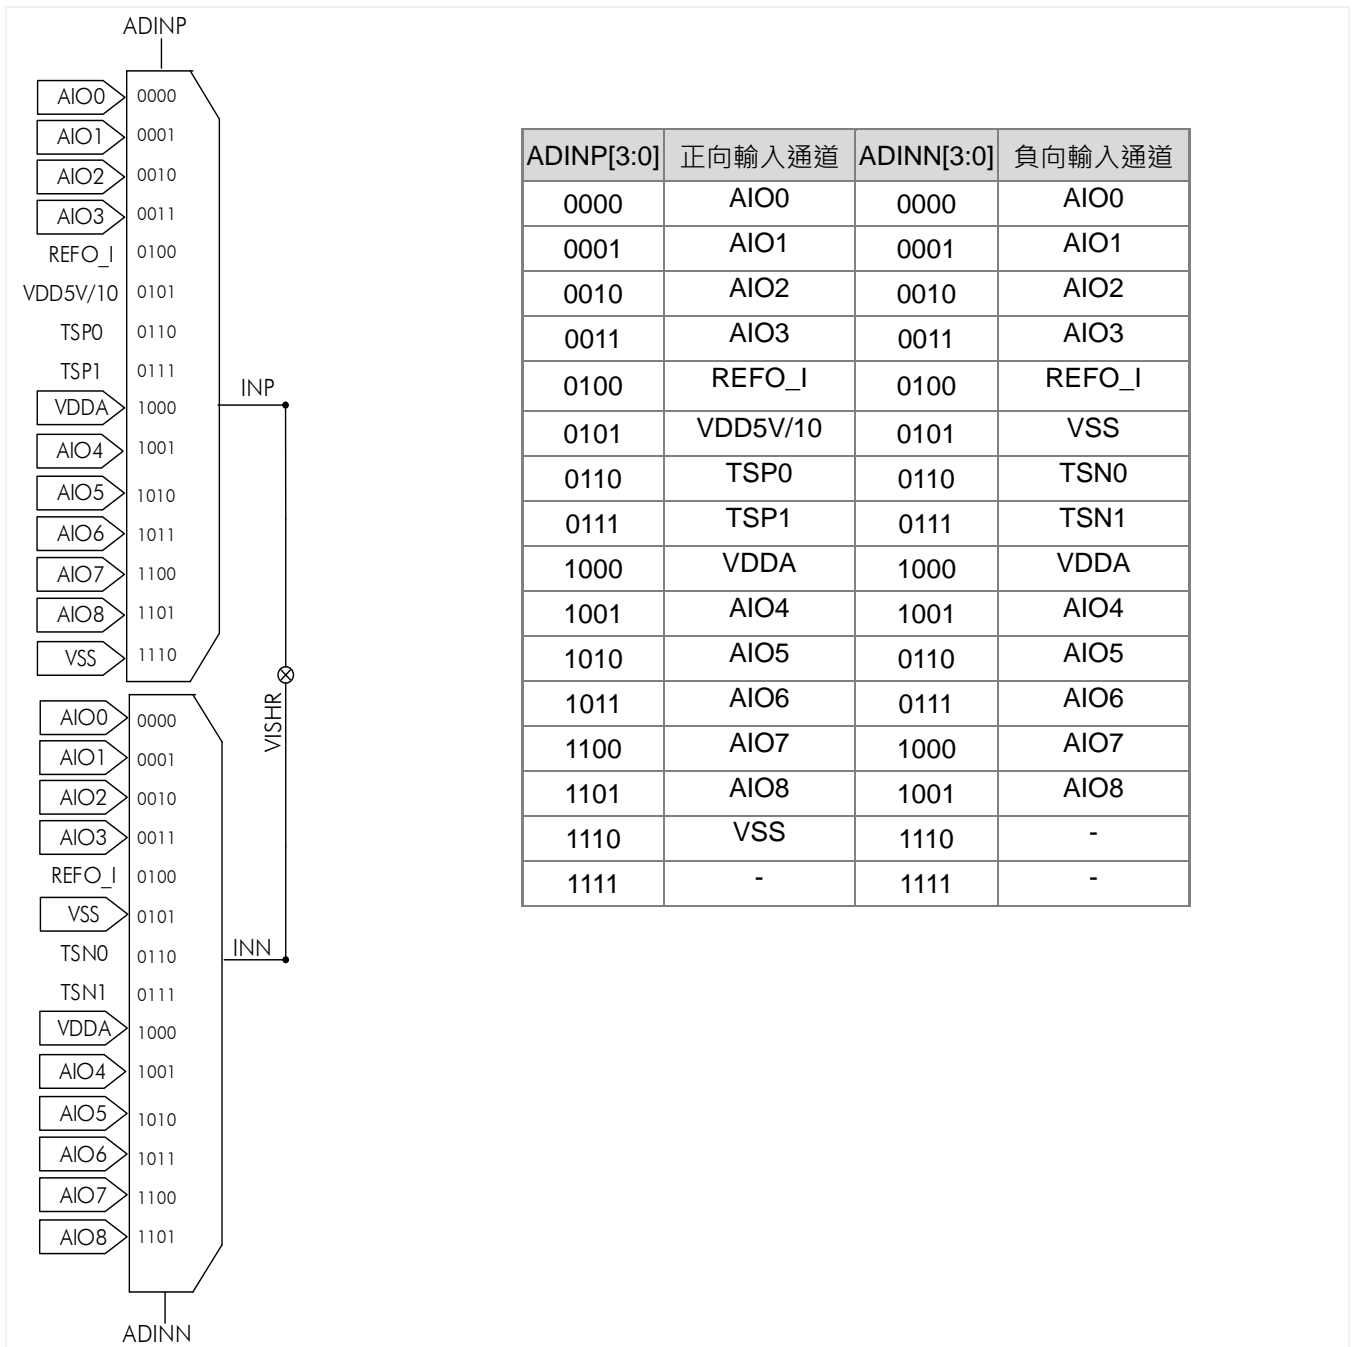 ADINP
AIO0 0000
AIO1 0001
AIO2 0010
AIO3 0011
REFO_I 0100
VDD5V/10 0101
TSP0 0110
TSP1 0111
VDDA 1000
AIO4 1001
AIO5 1010
AIO6 1011
AIO7 1100
AIO8 1101
VSS 1110
INP
VISHR
AIO0 0000
AIO1 0001
AIO2 0010
AIO3 0011
REFO_I 0100
VSS 0101
TSN0 0110
TSN1 0111
VDDA 1000
AIO4 1001
AIO5 1010
AIO6 1011
AIO7 1100
AIO8 1101
INN
ADINN
ADINP[3:0] 正向輸入通道 ADINN[3:0] 負向輸入通道
0000 AIO0 0000 AIO0
0001 AIO1 0001 AIO1
0010 AIO2 0010 AIO2
0011 AIO3 0011 AIO3
0100 REFO_I 0100 REFO_I
0101 VDD5V/10 0101 VSS
0110 TSP0 0110 TSN0
0111 TSP1 0111 TSN1
1000 VDDA 1000 VDDA
1001 AIO4 1001 AIO4
1010 AIO5 0110 AIO5
1011 AIO6 0111 AIO6
1100 AIO7 1000 AIO7
1101 AIO8 1001 AIO8
1110 VSS 1110 -
1111 - 1111 -